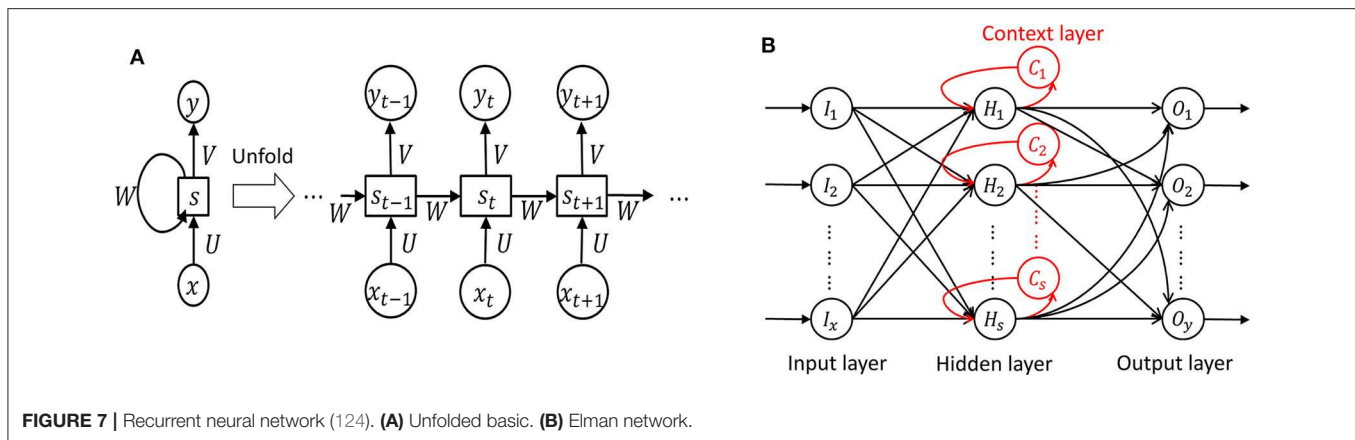 A
y
V
W
s
U
x
Unfold
...
y_{t-1} y_t y_{t+1}
V V V
W s_{t-1} W s_t W s_{t+1} W
...
U U U
x_{t-1} x_t x_{t+1}
B
Context layer
C_1
I_1 H_1 O_1
C_2
I_2 H_2 O_2
C_s
I_x H_s O_y
Input layer Hidden layer Output layer
FIGURE 7 | Recurrent neural network (124). (A) Unfolded basic. (B) Elman network.